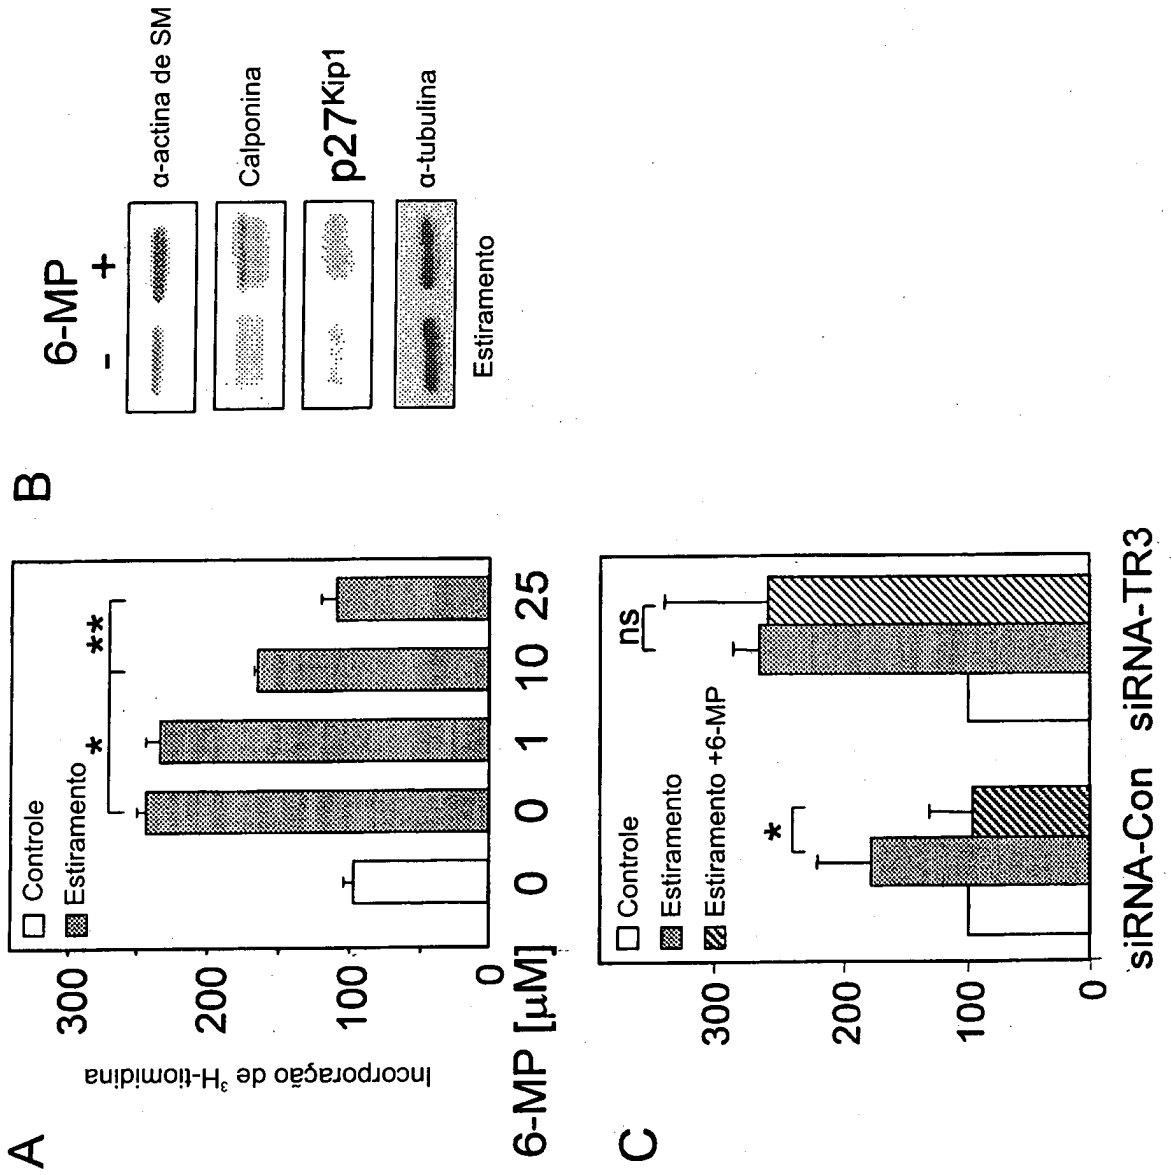 A
Incorporação de ³H-tiomidina
300
200
100
0
Controle
Estiramento
* **
6-MP [µM] 0 0 1 10 25
B
6-MP
- +
α-actina de SM
Calponina
p27Kip1
α-tubulina
Estiramento
C
300
200
100
0
Controle
Estiramento
Estiramento +6-MP
*
ns
siRNA-Con siRNA-TR3